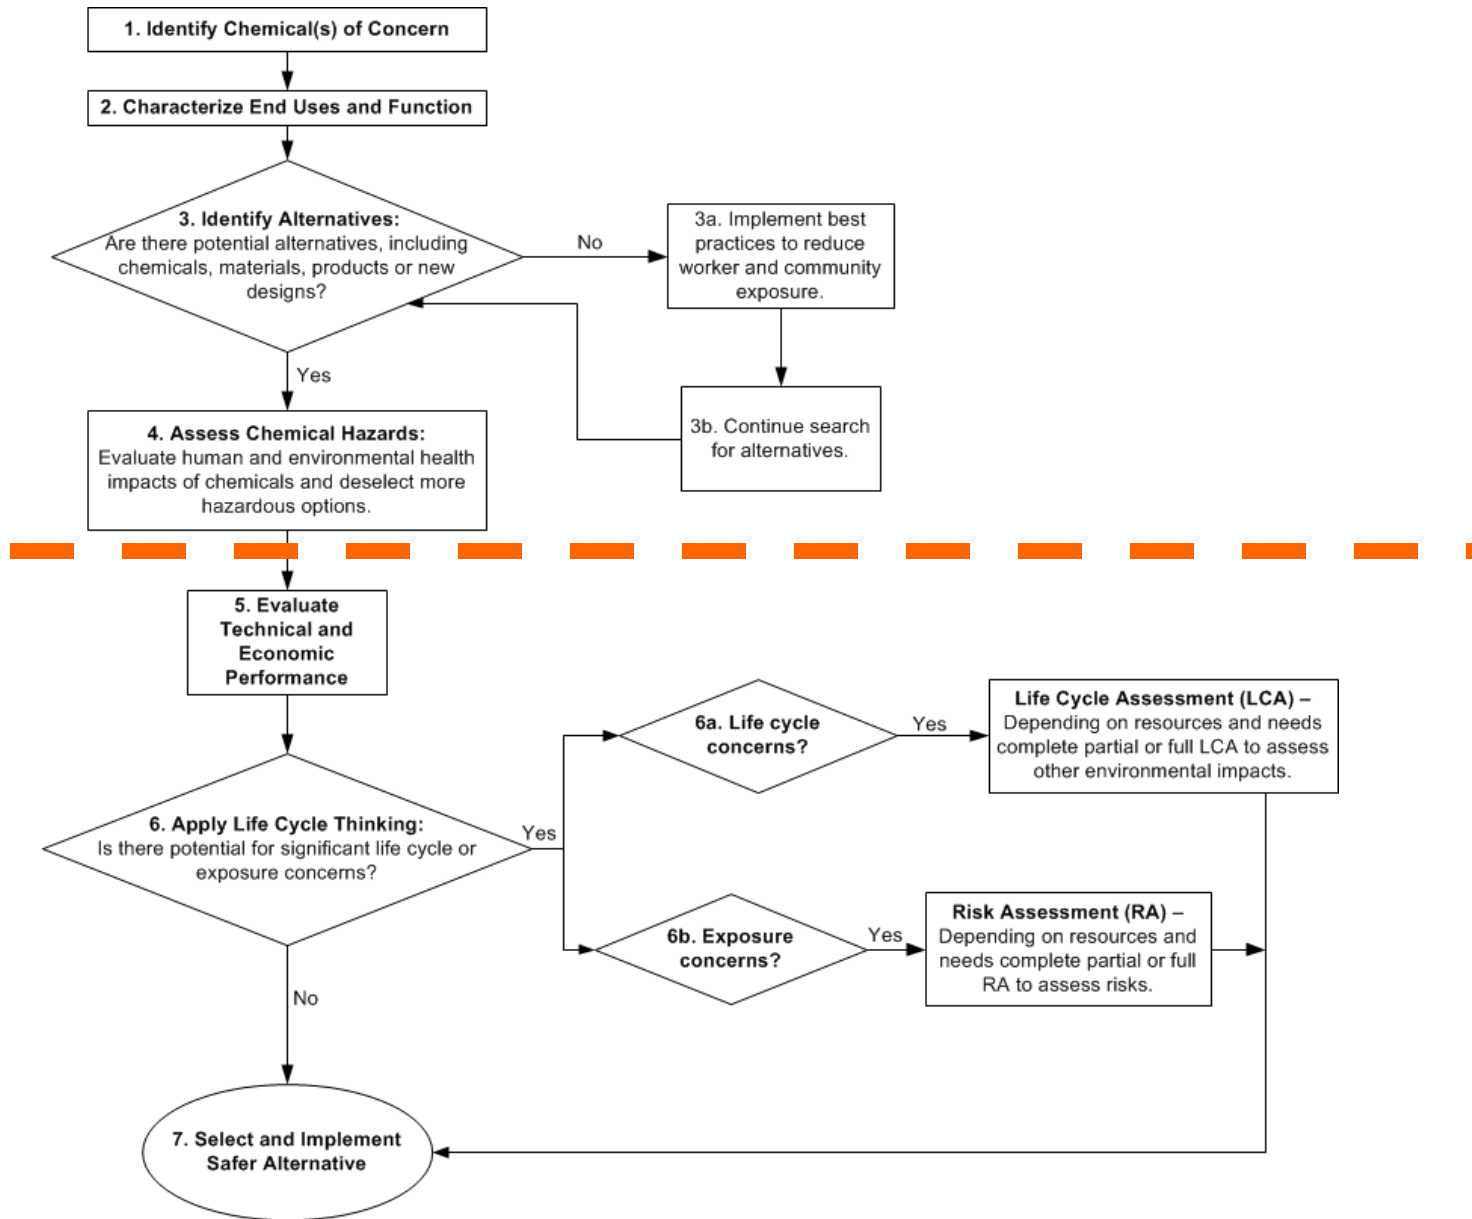 1. Identify Chemical(s) of Concern
2. Characterize End Uses and Function
3. Identify Alternatives:
Are there potential alternatives, including
chemicals, materials, products or new
designs?
No
3a. Implement best
practices to reduce
worker and community
exposure.
3b. Continue search
for alternatives.
Yes
4. Assess Chemical Hazards:
Evaluate human and environmental health
impacts of chemicals and deselect more
hazardous options.
5. Evaluate
Technical and
Economic
Performance
6. Apply Life Cycle Thinking:
Is there potential for significant life cycle or
exposure concerns?
Yes
6a. Life cycle
concerns?
Yes
Life Cycle Assessment (LCA) –
Depending on resources and needs
complete partial or full LCA to assess
other environmental impacts.
6b. Exposure
concerns?
Yes
Risk Assessment (RA) –
Depending on resources and
needs complete partial or full
RA to assess risks.
No
7. Select and Implement
Safer Alternative